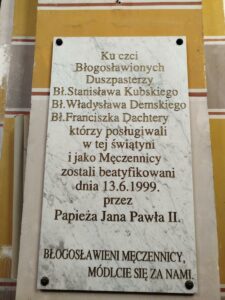 Ku czci
Błogosławionych
Duszpasterzy
Bł.Stanisława Kubskiego
Bł.Władysława Demskiego
Bł.Franciszka Dachtery
którzy posługiwali
w tej świątyni
i jako Męczennicy
zostali beatyfikowani
dnia 13.6.1999.
przez
Papieża Jana Pawła II.
BŁOGOSŁAWIENI MĘCZENNICY,
MÓDLCIE SIĘ ZA NAMI.